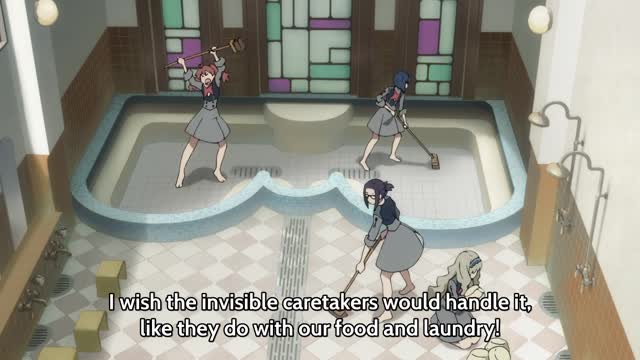 I wish the invisible caretakers would handle it,
like they do with our food and laundry!